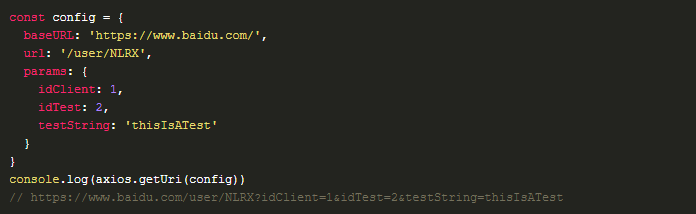 const config = {
  baseURL: 'https://www.baidu.com/',
  url: '/user/NLRX',
  params: {
    idClient: 1,
    idTest: 2,
    testString: 'thisIsATest'
  }
}
console.log(axios.getUri(config))
// https://www.baidu.com/user/NLRX?idClient=1&idTest=2&testString=thisIsATest